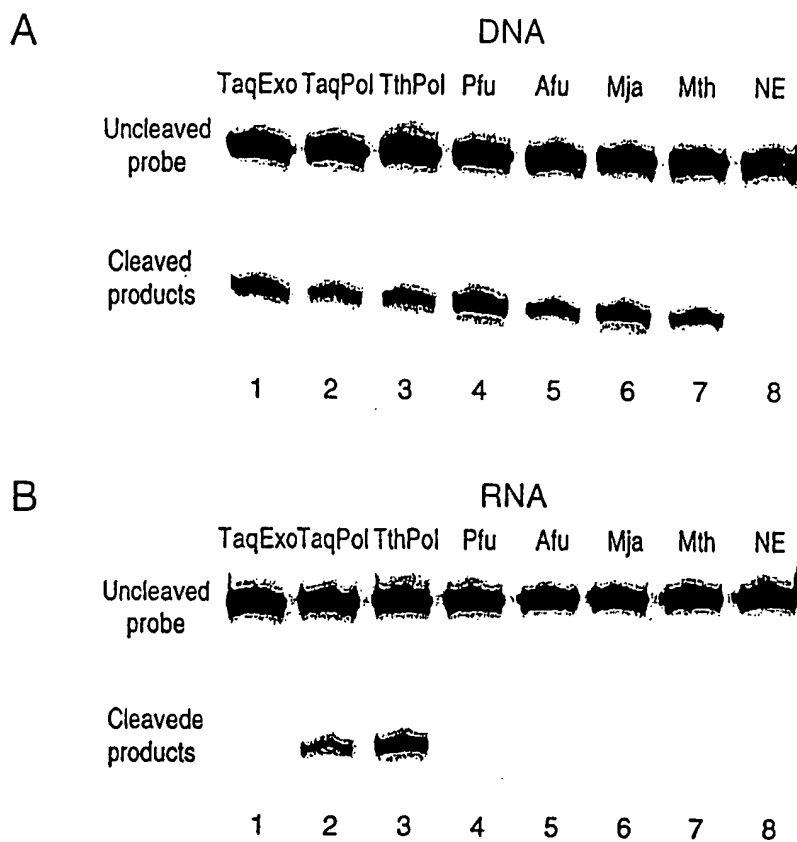 A
DNA
TaqExo TaqPol TthPol Pfu Afu Mja Mth NE
Uncleaved
probe
Cleaved
products
1 2 3 4 5 6 7 8
B
RNA
TaqExo TaqPol TthPol Pfu Afu Mja Mth NE
Uncleaved
probe
Cleavede
products
1 2 3 4 5 6 7 8